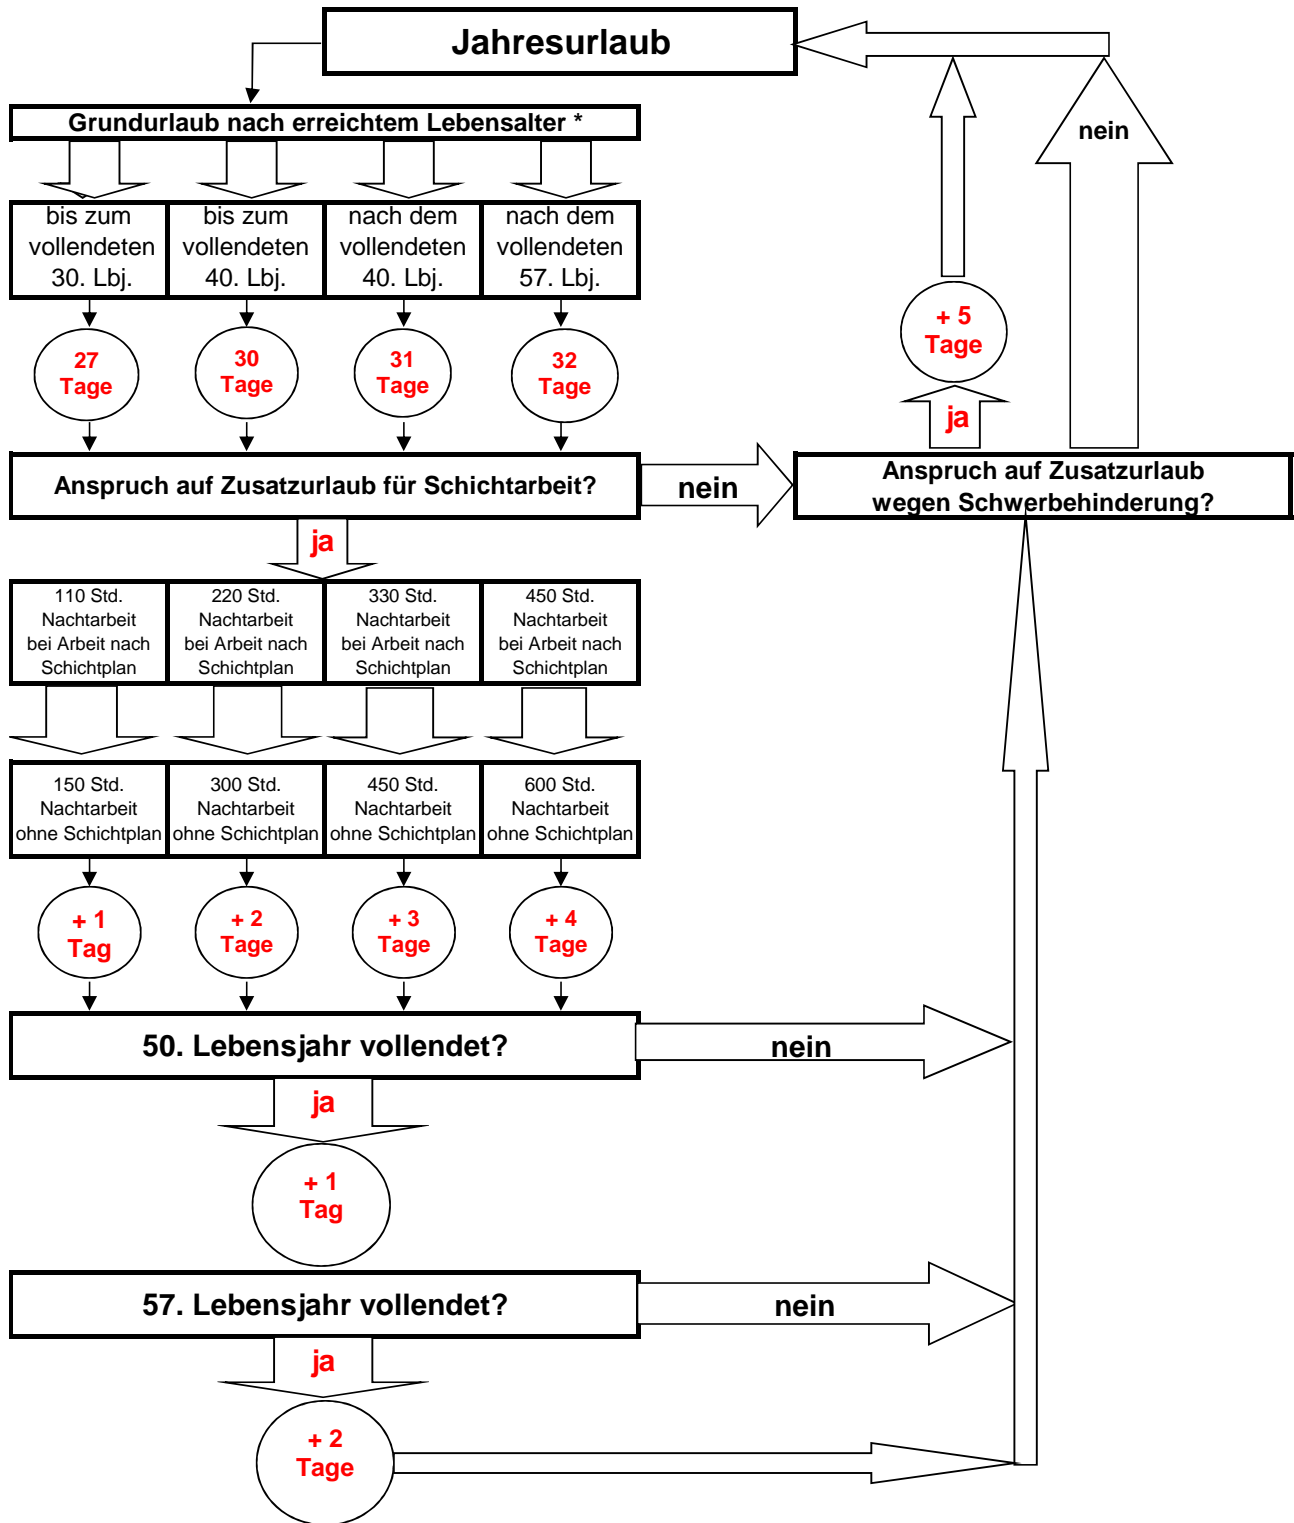 Jahresurlaub
Grundurlaub nach erreichtem Lebensalter *
nein
bis zum
vollendeten
30. Lbj.
bis zum
vollendeten
40. Lbj.
nach dem
vollendeten
40. Lbj.
nach dem
vollendeten
57. Lbj.
27
Tage
30
Tage
31
Tage
32
Tage
+ 5
Tage
ja
Anspruch auf Zusatzurlaub für Schichtarbeit?
nein
Anspruch auf Zusatzurlaub
wegen Schwerbehinderung?
ja
110 Std.
Nachtarbeit
bei Arbeit nach
Schichtplan
220 Std.
Nachtarbeit
bei Arbeit nach
Schichtplan
330 Std.
Nachtarbeit
bei Arbeit nach
Schichtplan
450 Std.
Nachtarbeit
bei Arbeit nach
Schichtplan
150 Std.
Nachtarbeit
ohne Schichtplan
300 Std.
Nachtarbeit
ohne Schichtplan
450 Std.
Nachtarbeit
ohne Schichtplan
600 Std.
Nachtarbeit
ohne Schichtplan
+ 1
Tag
+ 2
Tage
+ 3
Tage
+ 4
Tage
50. Lebensjahr vollendet?
nein
ja
+ 1
Tag
57. Lebensjahr vollendet?
nein
ja
+ 2
Tage